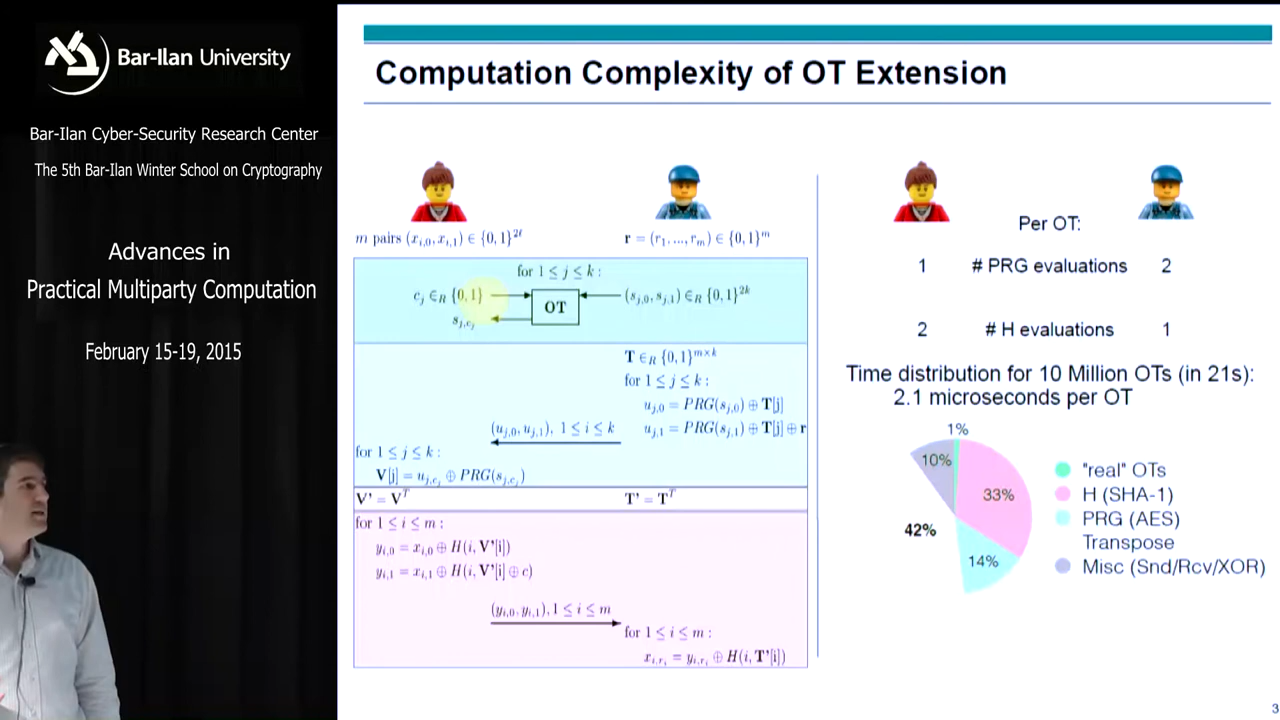 Bar-Ilan University
Bar-Ilan Cyber-Security Research Center
The 5th Bar-Ilan Winter School on Cryptography
Advances in
Practical Multiparty Computation
February 15-19, 2015
Computation Complexity of OT Extension
m pairs (x_{i,0}, x_{i,1}) ∈ {0,1}^{2ℓ}
r = (r_1, ..., r_m) ∈ {0,1}^m
for 1 ≤ j ≤ k :
c_j ∈_R {0,1}
OT
(s_{j,0}, s_{j,1}) ∈_R {0,1}^{2k}
s_{j,c_j}
T ∈_R {0,1}^{m×k}
for 1 ≤ j ≤ k :
u_{j,0} = PRG(s_{j,0}) ⊕ T[j]
u_{j,1} = PRG(s_{j,1}) ⊕ T[j] ⊕ r
(u_{j,0}, u_{j,1}), 1 ≤ i ≤ k
for 1 ≤ j ≤ k :
V[j] = u_{j,c_j} ⊕ PRG(s_{j,c_j})
V' = V^T
T' = T^T
for 1 ≤ i ≤ m :
y_{i,0} = x_{i,0} ⊕ H(i, V'[i])
y_{i,1} = x_{i,1} ⊕ H(i, V'[i] ⊕ c)
(y_{i,0}, y_{i,1}), 1 ≤ i ≤ m
for 1 ≤ i ≤ m :
x_{i,r_i} = y_{i,r_i} ⊕ H(i, T'[i])
Per OT:
1 # PRG evaluations 2
2 # H evaluations 1
Time distribution for 10 Million OTs (in 21s):
2.1 microseconds per OT
1%
10%
33%
42%
14%
"real" OTs
H (SHA-1)
PRG (AES)
Transpose
Misc (Snd/Rcv/XOR)
3